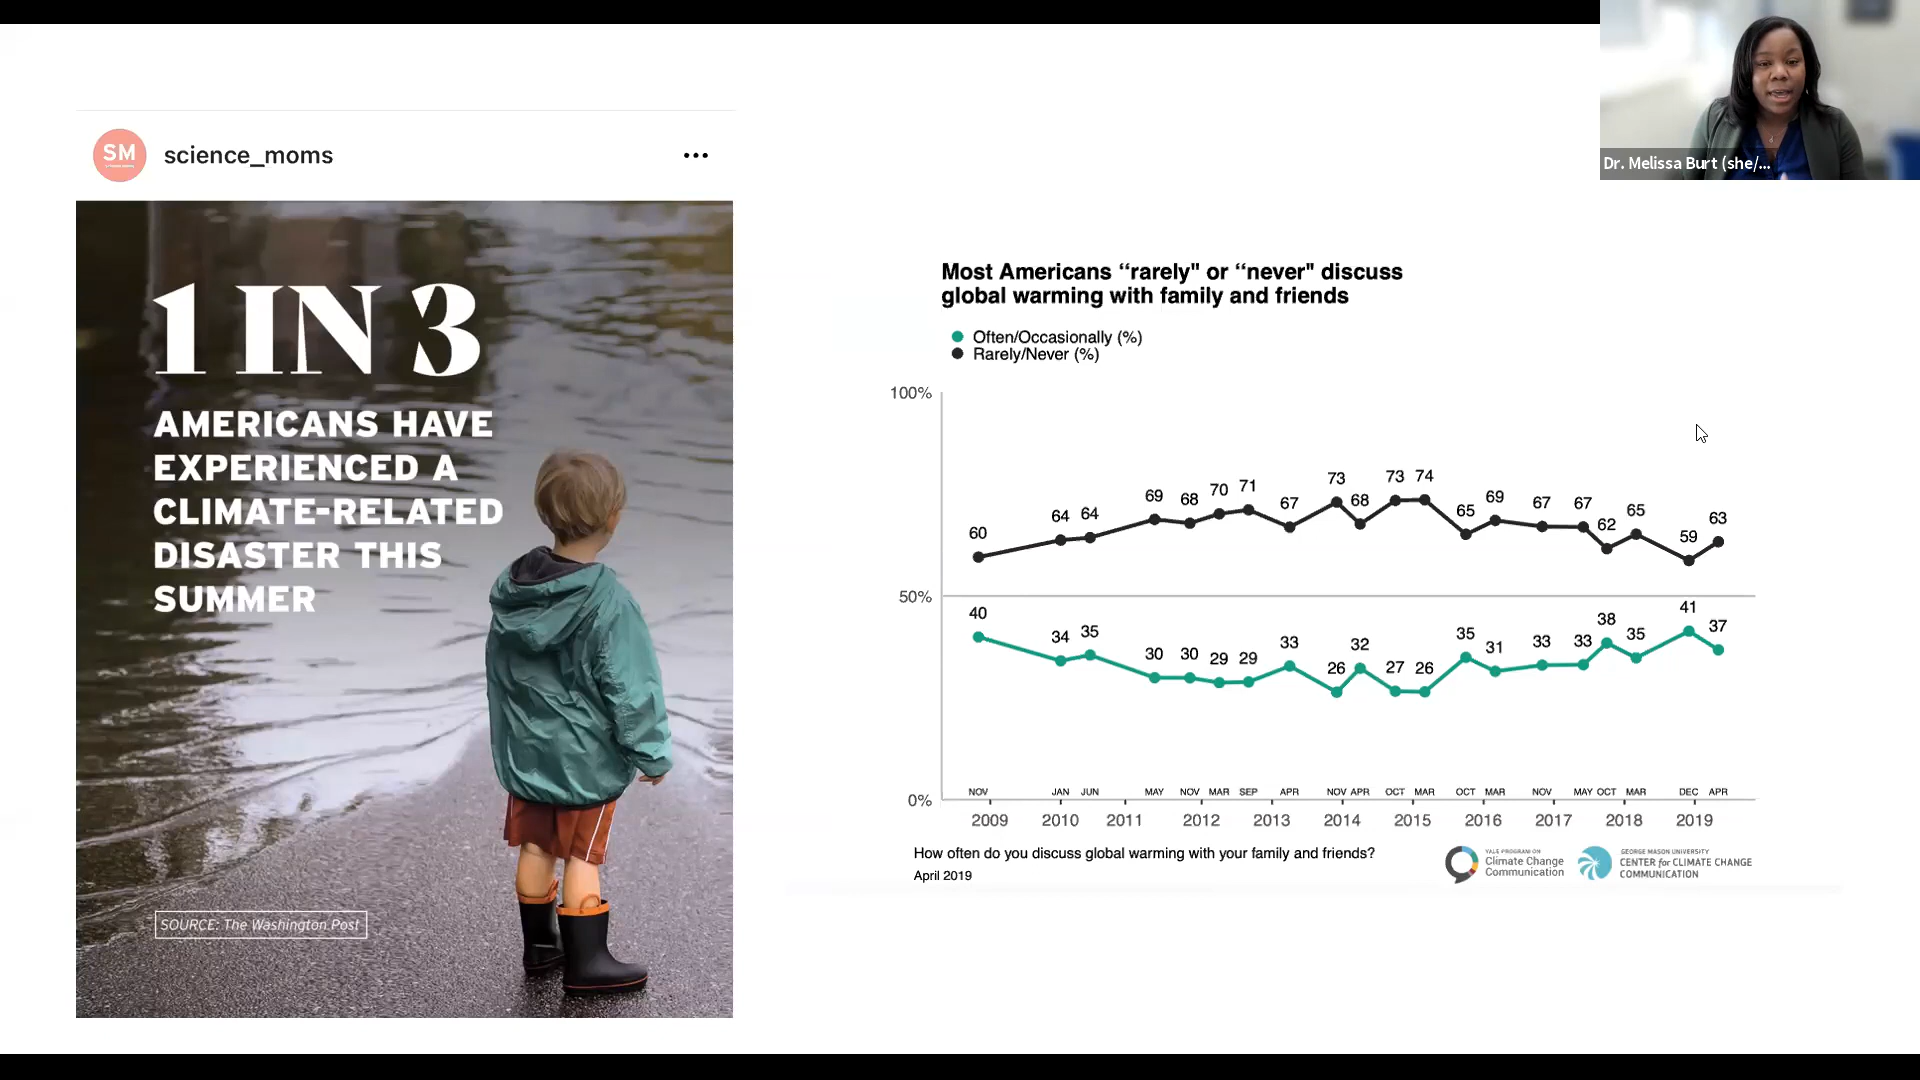 SM
science_moms
1 IN 3
AMERICANS HAVE
EXPERIENCED A
CLIMATE-RELATED
DISASTER THIS
SUMMER
SOURCE: The Washington Post
Dr. Melissa Burt (she/...
Most Americans “rarely" or “never" discuss
global warming with family and friends
Often/Occasionally (%)
Rarely/Never (%)
100%
50%
0%
60 64 64 69 68 70 71 67 73 68 73 74 65 69 67 67 62 65 59 63
40 34 35 30 30 29 29 33 26 32 27 26 35 31 33 33 38 35 41 37
NOV JAN JUN MAY NOV MAR SEP APR NOV APR OCT MAR OCT MAR NOV MAY OCT MAR DEC APR
2009 2010 2011 2012 2013 2014 2015 2016 2017 2018 2019
How often do you discuss global warming with your family and friends?
April 2019
YALE PROGRAM ON
Climate Change
Communication
GEORGE MASON UNIVERSITY
CENTER for CLIMATE CHANGE
COMMUNICATION